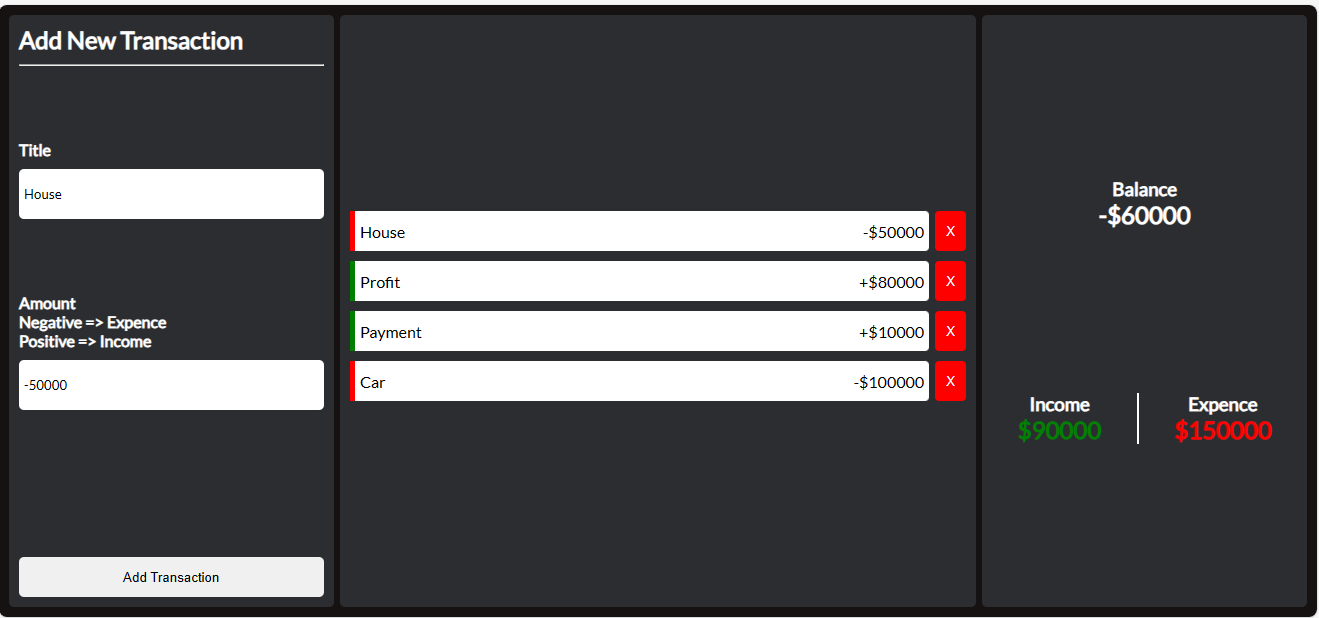 Add New Transaction
Title
House
Amount
Negative => Expence
Positive => Income
-50000
Add Transaction
House -$50000 X
Profit +$80000 X
Payment +$10000 X
Car -$100000 X
Balance
-$60000
Income Expence
$90000 $150000